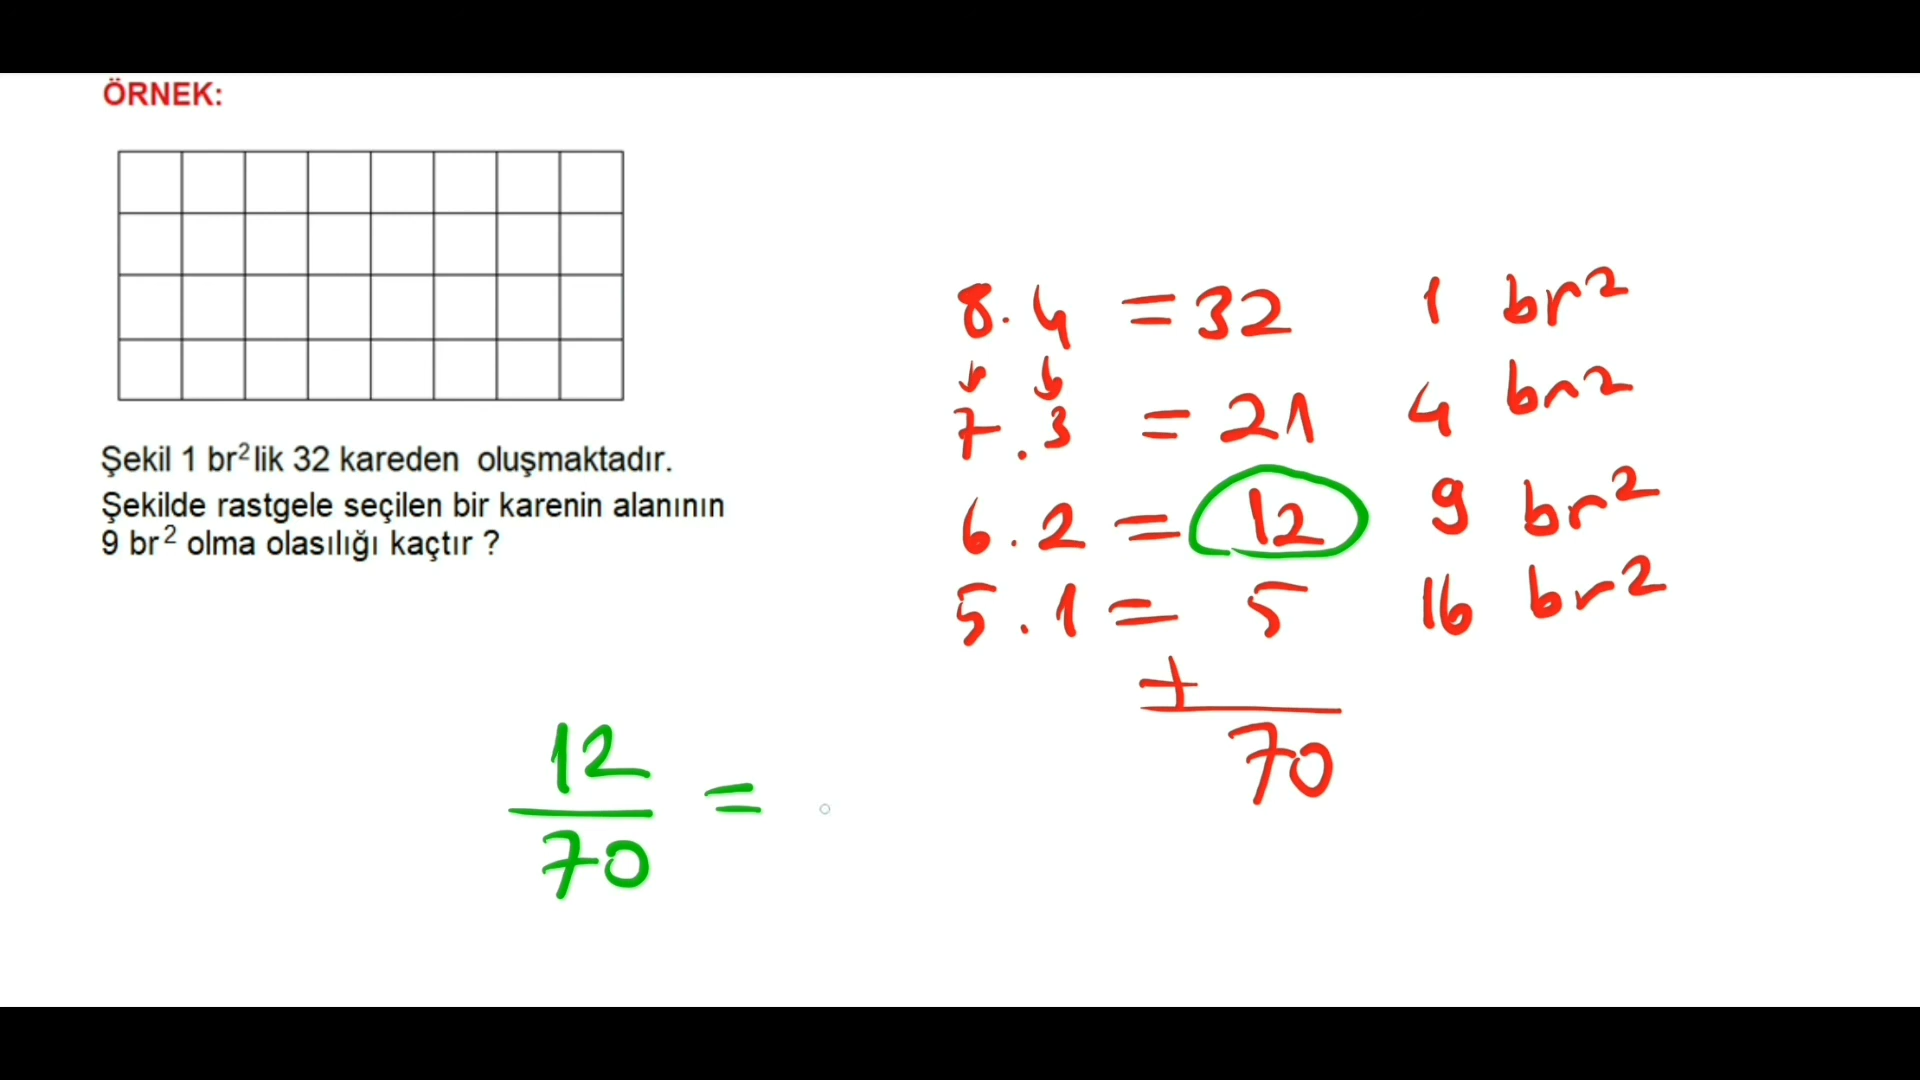 ÖRNEK:
Şekil 1 br²lik 32 kareden oluşmaktadır.
Şekilde rastgele seçilen bir karenin alanının
9 br² olma olasılığı kaçtır ?
8.4 = 32 1 br²
7.3 = 21 4 br²
6.2 = 12 9 br²
5.1 = 5 16 br²
+
70
12
70 =